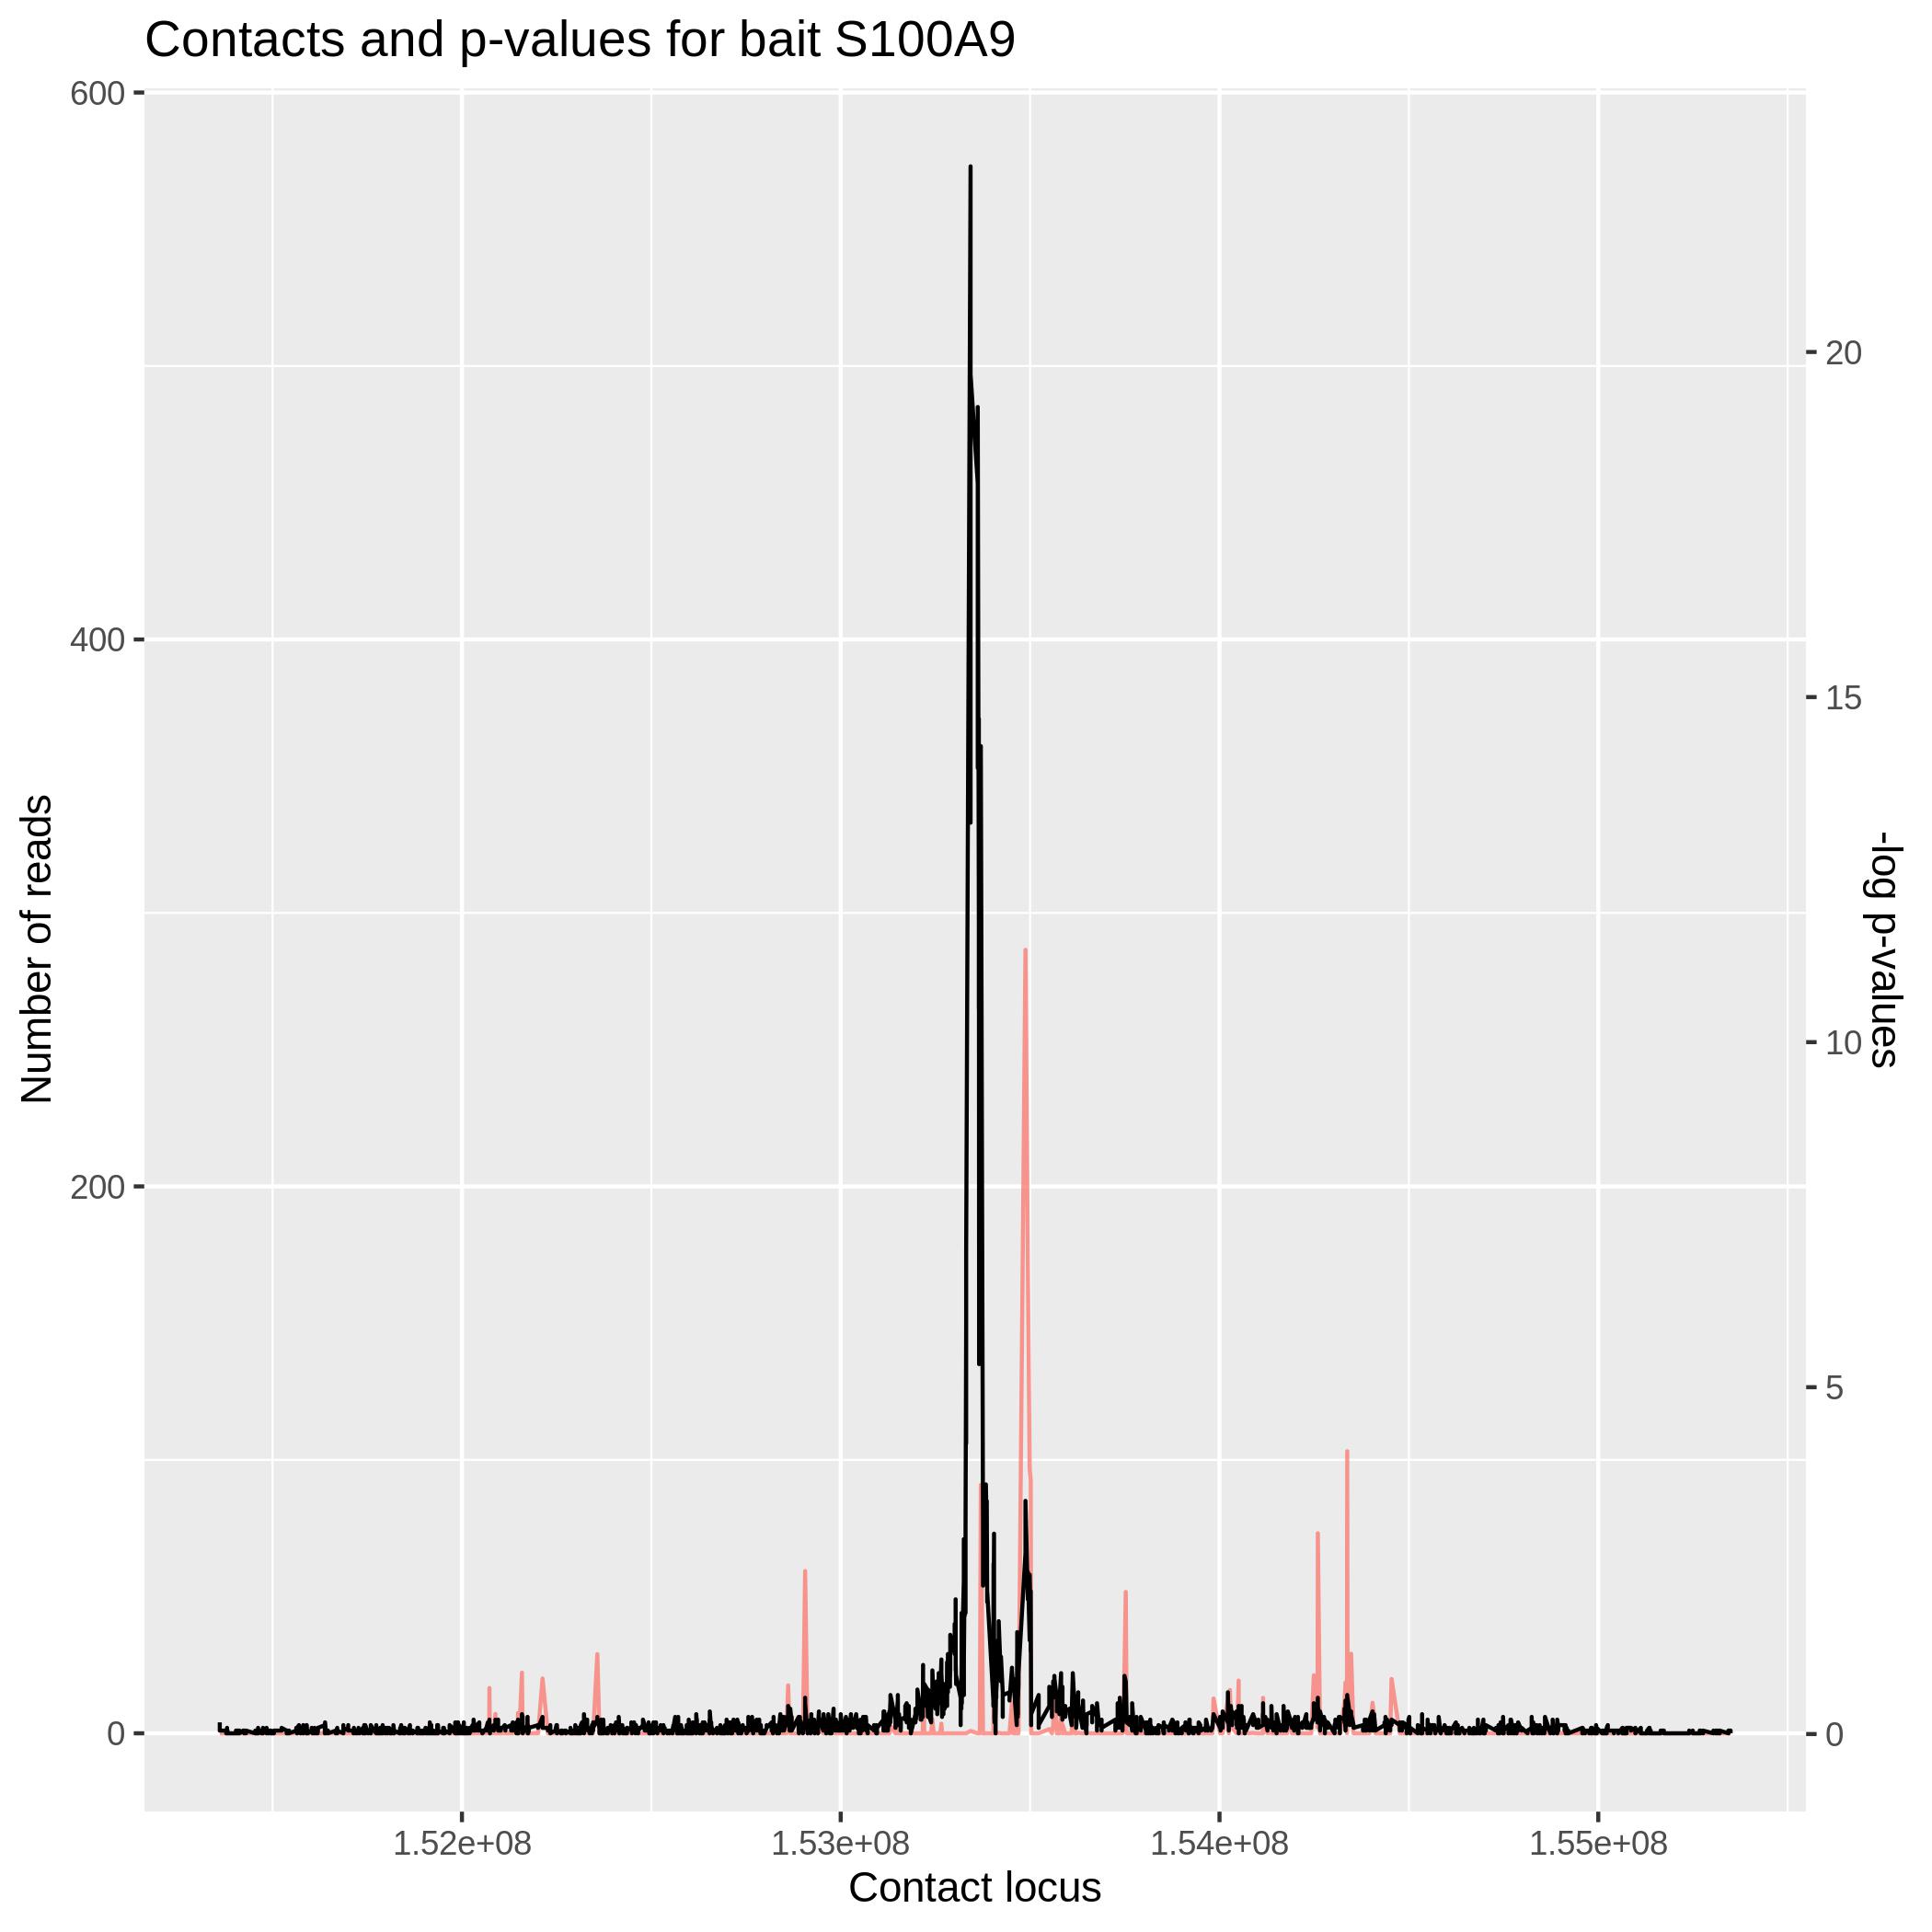 Contacts and p-values for bait S100A9
Number of reads
600
400
200
0
-log p-values
20
15
10
5
0
1.52e+08
1.53e+08
1.54e+08
1.55e+08
Contact locus